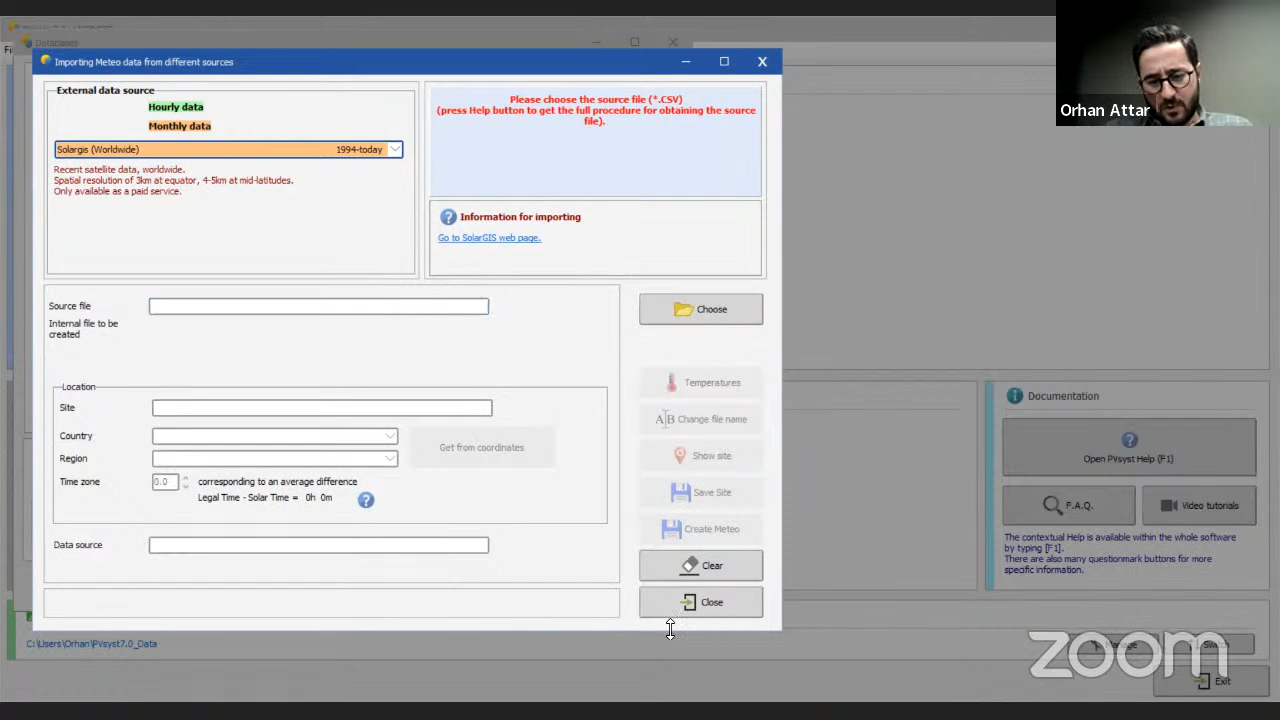 Databases
Importing Meteo data from different sources
Orhan Attar
External data source
Hourly data
Monthly data
Solargis (Worldwide) 1994-today
Recent satellite data, worldwide.
Spatial resolution of 3km at equator, 4-5km at mid-latitudes.
Only available as a paid service.
Please choose the source file (*.CSV)
(press Help button to get the full procedure for obtaining the source
file).
Information for importing
Go to SolarGIS web page.
Source file
Choose
Internal file to be
created
Location
Temperatures
Site
Change file name
Country
Get from coordinates
Region
Show site
Time zone 0.0 corresponding to an average difference
Legal Time - Solar Time = 0h 0m
Save Site
Create Meteo
Data source
Clear
Close
Documentation
Open PVsyst Help (F1)
F.A.Q.
Video tutorials
The contextual Help is available within the whole software
by typing [F1].
There are also many questionmark buttons for more
specific information.
C:\Users\Orhan\PVsyst7.0_Data
Manage
Switch
Exit
zoom